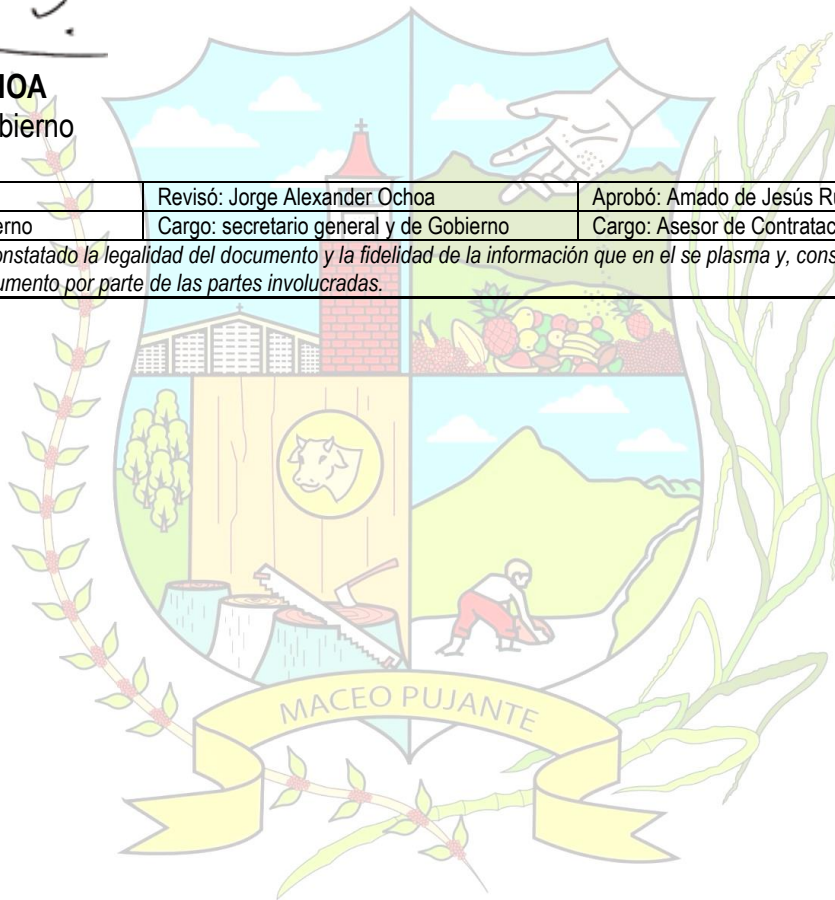 HOA
bierno
Revisó: Jorge Alexander Ochoa
Aprobó: Amado de Jesús Ru
erno
Cargo: secretario general y de Gobierno
Cargo: Asesor de Contratac
onstatado la legalidad del documento y la fidelidad de la información que en el se plasma y, cons
umento por parte de las partes involucradas.
MACEO PUJANTE